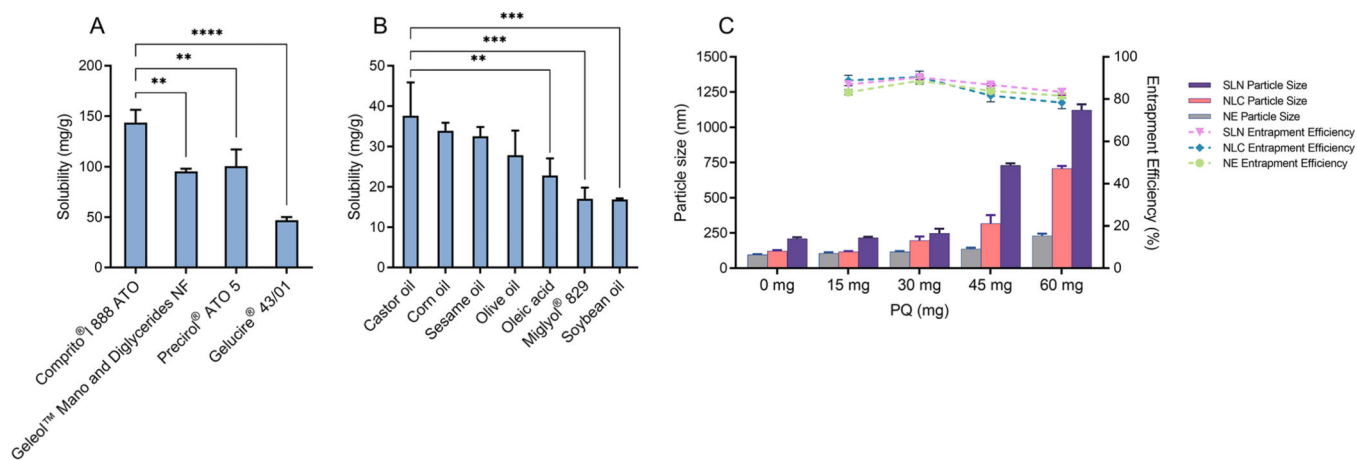 A
****
**
**
Solubility (mg/g)
200
150
100
50
0
Comprito®l 888 ATO
Geleol™ Mano and Diglycerides NF
Precirol® ATO 5
Gelucire® 43/01
B
***
***
**
Solubility (mg/g)
50
40
30
20
10
0
Castor oil
Corn oil
Sesame oil
Olive oil
Oleic acid
Miglyol® 829
Soybean oil
C
Particle size (nm)
1500
1250
1000
750
500
250
0
0 mg
15 mg
30 mg
45 mg
60 mg
PQ (mg)
100
80
60
40
20
0
Entrapment Efficiency (%)
SLN Particle Size
NLC Particle Size
NE Particle Size
SLN Entrapment Efficiency
NLC Entrapment Efficiency
NE Entrapment Efficiency